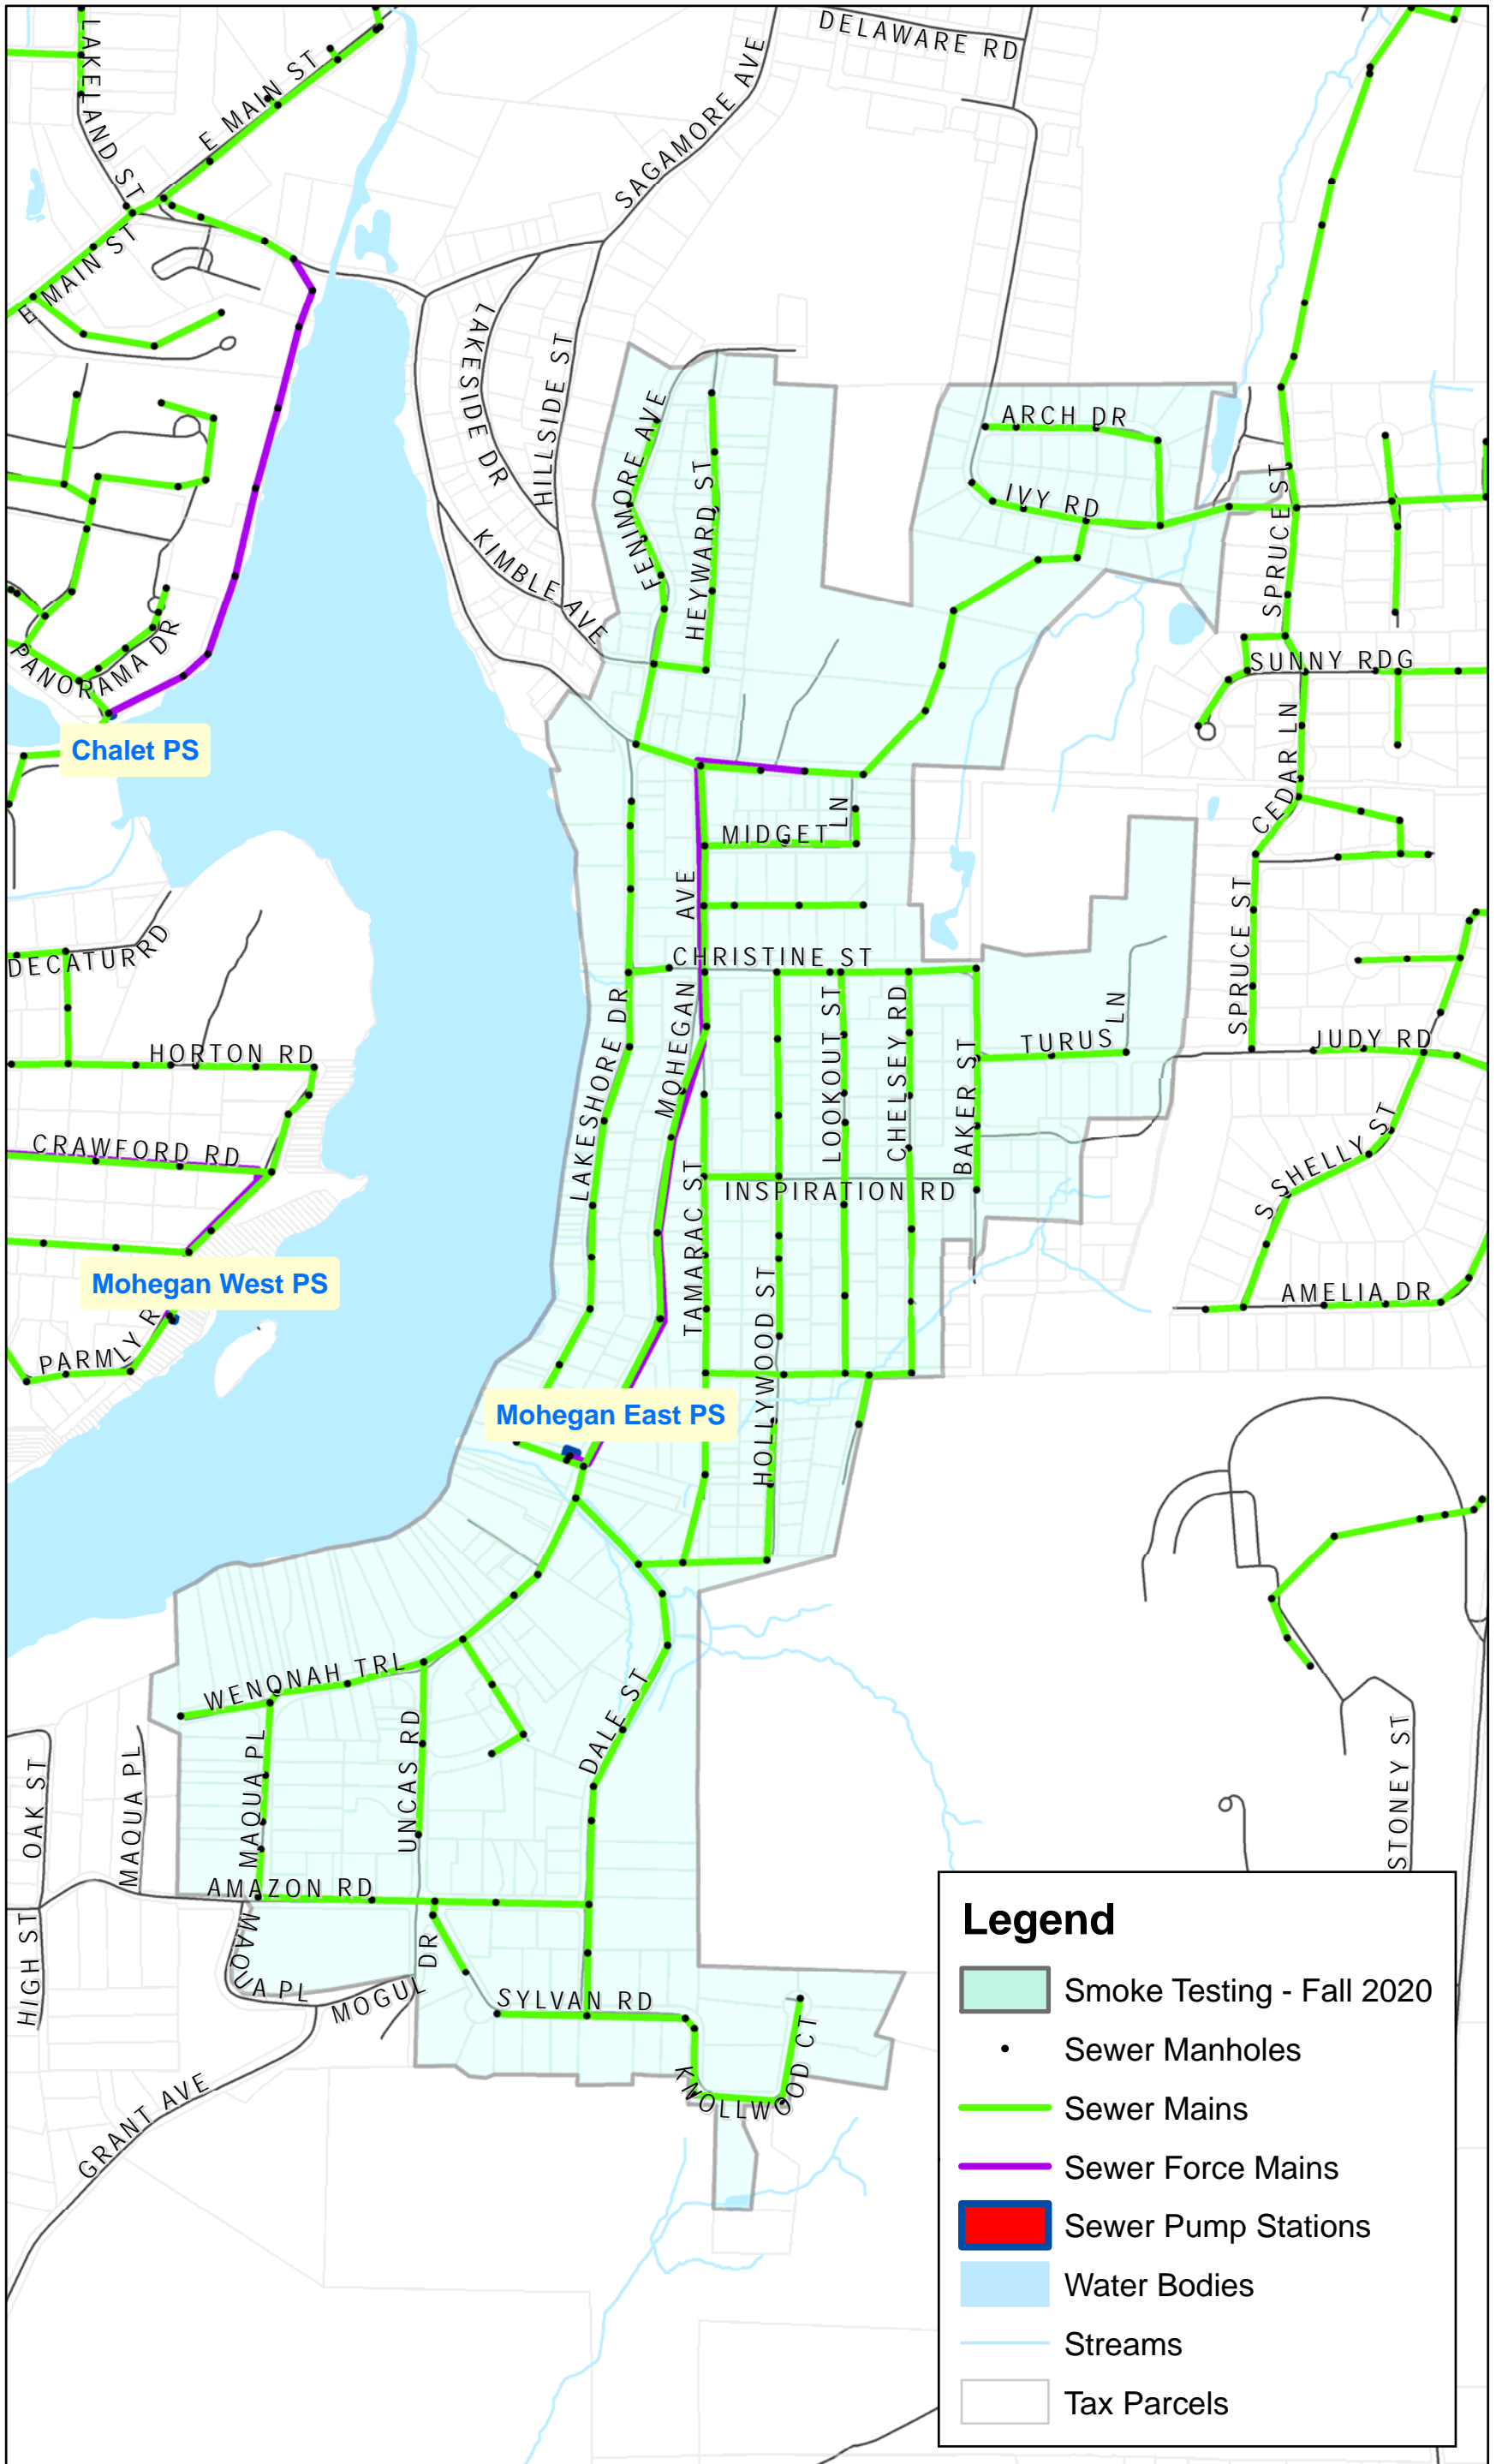 DELAWARE RD
LAKELAND ST
E MAIN ST
SAGAMORE AVE
E MAIN ST
LAKESIDE DR
HILLSIDE ST
FENIMORE AVE
HEYWARD ST
ARCH DR
IVY RD
SPRUCE ST
KIMBLE AVE
PANORAMA DR
SUNNY RDG
Chalet PS
CEDAR LN
MIDGET LN
MOHEGAN AVE
SPRUCE ST
DECATUR RD
CHRISTINE ST
LAKESHORE DR
LOOKOUT ST
CHELSEY RD
BAKER ST
TURUS LN
JUDY RD
HORTON RD
CRAWFORD RD
S SHELLY ST
TAMARAC ST
INSPIRATION RD
Mohegan West PS
HOLLYWOOD ST
AMELIA DR
PARMLY R
Mohegan East PS
WENONAH TRL
DALE ST
OAK ST
MAQUA PL
MAQUA PL
UNCAS RD
STONEY ST
AMAZON RD
HIGH ST
MAQUA PL
MOGUL DR
SYLVAN RD
KNOLLWOOD CT
GRANT AVE
Legend
Smoke Testing - Fall 2020
Sewer Manholes
Sewer Mains
Sewer Force Mains
Sewer Pump Stations
Water Bodies
Streams
Tax Parcels